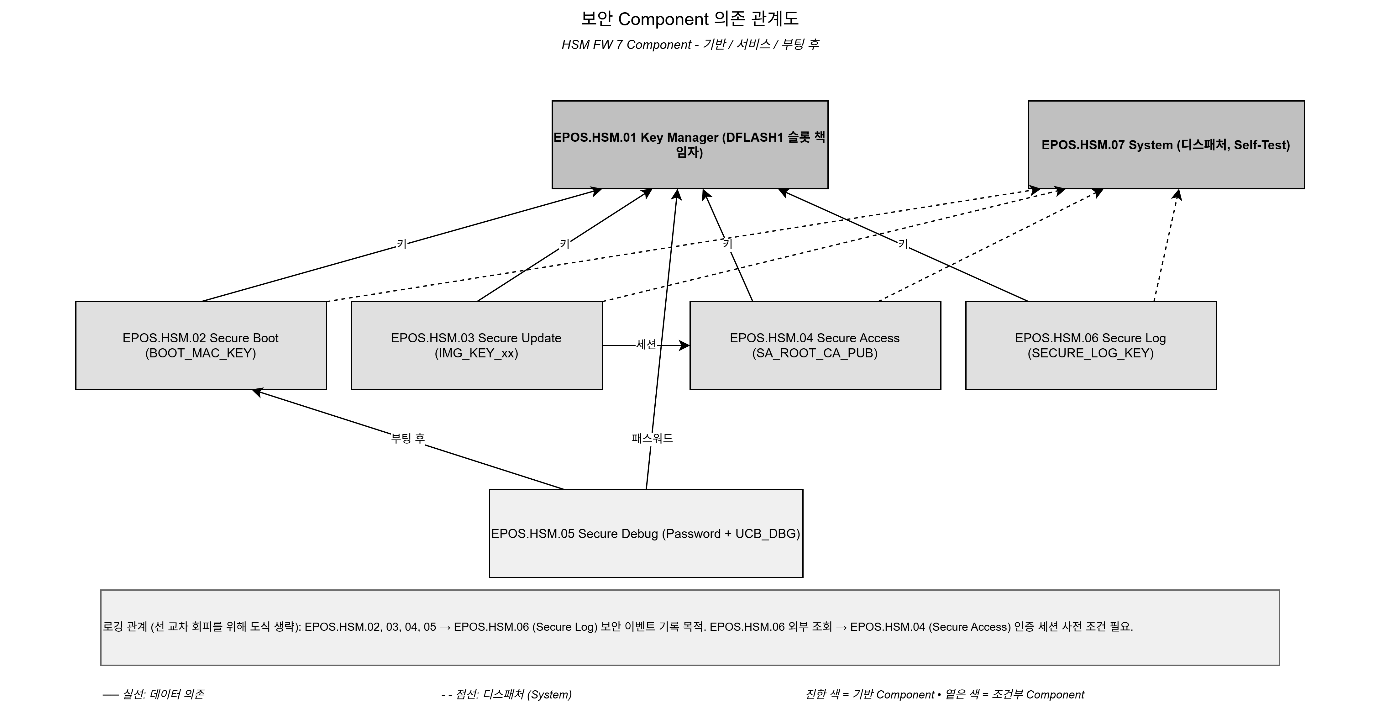 보안 Component 의존 관계도
HSM FW 7 Component - 기반 / 서비스 / 부팅 후
EPOS.HSM.01 Key Manager (DFLASH1 슬롯 책
임자)
EPOS.HSM.07 System (디스패처, Self-Test)
키
키
키
키
EPOS.HSM.02 Secure Boot
(BOOT_MAC_KEY)
EPOS.HSM.03 Secure Update
(IMG_KEY_xx)
세션
EPOS.HSM.04 Secure Access
(SA_ROOT_CA_PUB)
EPOS.HSM.06 Secure Log
(SECURE_LOG_KEY)
부팅 후
패스워드
EPOS.HSM.05 Secure Debug (Password + UCB_DBG)
로깅 관계 (선 교차 회피를 위해 도식 생략): EPOS.HSM.02, 03, 04, 05 → EPOS.HSM.06 (Secure Log) 보안 이벤트 기록 목적. EPOS.HSM.06 외부 조회 → EPOS.HSM.04 (Secure Access) 인증 세션 사전 조건 필요.
── 실선: 데이터 의존
- - 점선: 디스패처 (System)
진한 색 = 기반 Component • 옅은 색 = 조건부 Component